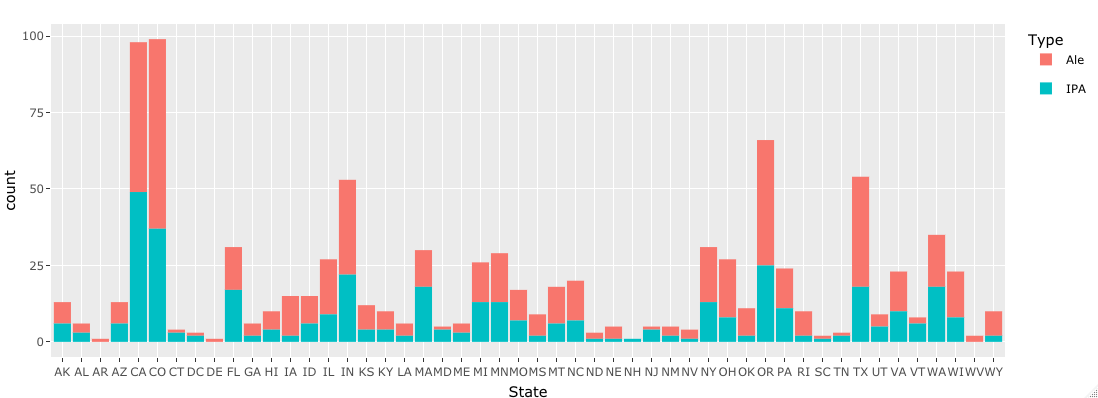 100
75
50
25
0
count
AK AL AR AZ CA CO CT DC DE FL GA HI IA ID IL IN KS KY LA MA MD ME MI MN MO MS MT NC ND NE NH NJ NM NV NY OH OK OR PA RI SC TN TX UT VA VT WA WI WV WY
State
Type
Ale
IPA